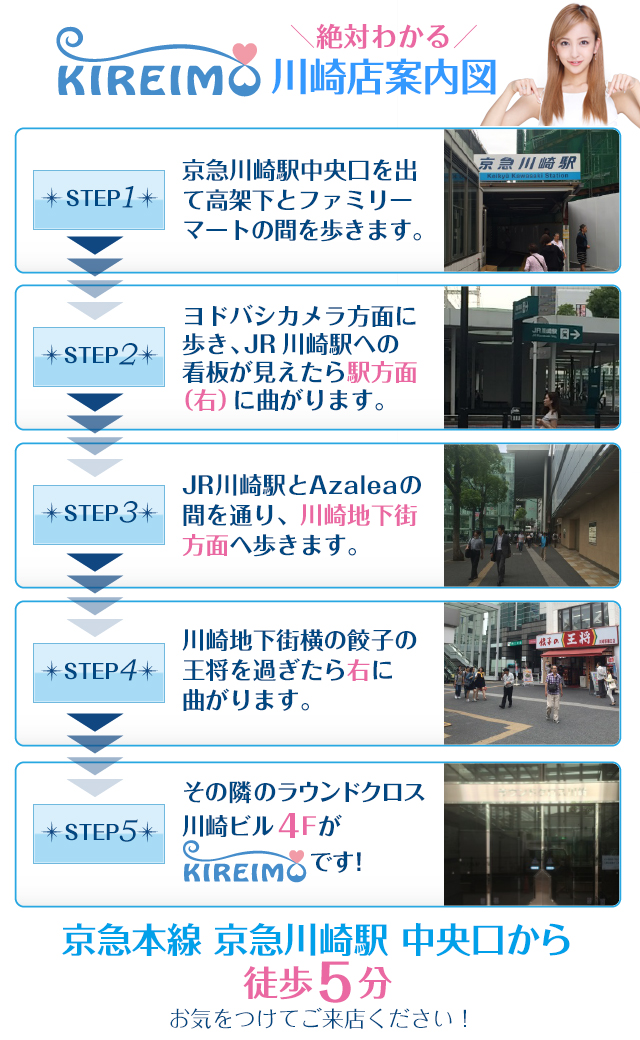 ＼絶対わかる／
KIREIMO 川崎店案内図
STEP1
京急川崎駅中央口を出
て高架下とファミリー
マートの間を歩きます。
京急川崎駅
Keikyu Kawasaki Station
STEP2
ヨドバシカメラ方面に
歩き、JR川崎駅への
看板が見えたら駅方面
（右）に曲がります。
JR川崎駅
STEP3
JR川崎駅とAzaleaの
間を通り、川崎地下街
方面へ歩きます。
STEP4
川崎地下街横の餃子の
王将を過ぎたら右に
曲がります。
餃子の王将
STEP5
その隣のラウンドクロス
川崎ビル4Fが
KIREIMOです!
京急本線 京急川崎駅 中央口から
徒歩5分
お気をつけてご来店ください！